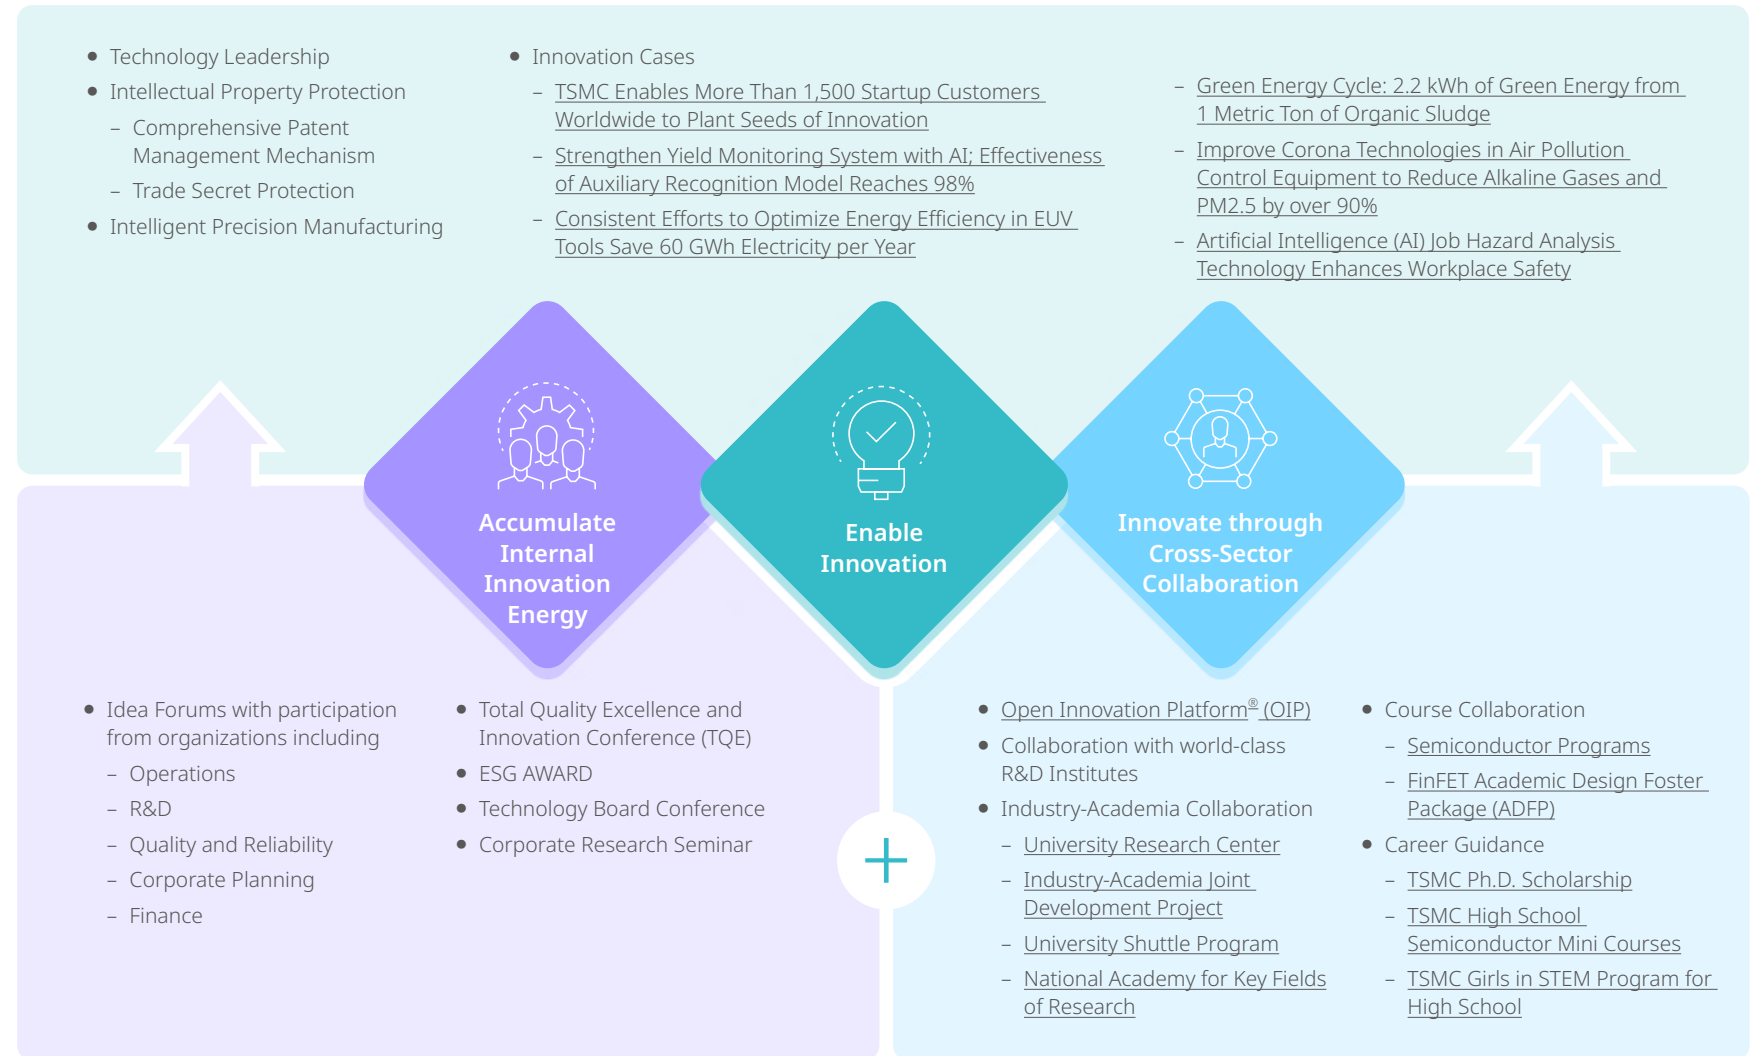 ● Technology Leadership
● Intellectual Property Protection
– Comprehensive Patent
Management Mechanism
– Trade Secret Protection
● Intelligent Precision Manufacturing
● Innovation Cases
– TSMC Enables More Than 1,500 Startup Customers
Worldwide to Plant Seeds of Innovation
– Strengthen Yield Monitoring System with AI; Effectiveness
of Auxiliary Recognition Model Reaches 98%
– Consistent Efforts to Optimize Energy Efficiency in EUV
Tools Save 60 GWh Electricity per Year
– Green Energy Cycle: 2.2 kWh of Green Energy from
1 Metric Ton of Organic Sludge
– Improve Corona Technologies in Air Pollution
Control Equipment to Reduce Alkaline Gases and
PM2.5 by over 90%
– Artificial Intelligence (AI) Job Hazard Analysis
Technology Enhances Workplace Safety
Accumulate
Internal
Innovation
Energy
Enable
Innovation
Innovate through
Cross-Sector
Collaboration
● Idea Forums with participation
from organizations including
– Operations
– R&D
– Quality and Reliability
– Corporate Planning
– Finance
● Total Quality Excellence and
Innovation Conference (TQE)
● ESG AWARD
● Technology Board Conference
● Corporate Research Seminar
● Open Innovation Platform® (OIP)
● Collaboration with world-class
R&D Institutes
● Industry-Academia Collaboration
– University Research Center
– Industry-Academia Joint
Development Project
– University Shuttle Program
– National Academy for Key Fields
of Research
● Course Collaboration
– Semiconductor Programs
– FinFET Academic Design Foster
Package (ADFP)
● Career Guidance
– TSMC Ph.D. Scholarship
– TSMC High School
Semiconductor Mini Courses
– TSMC Girls in STEM Program for
High School